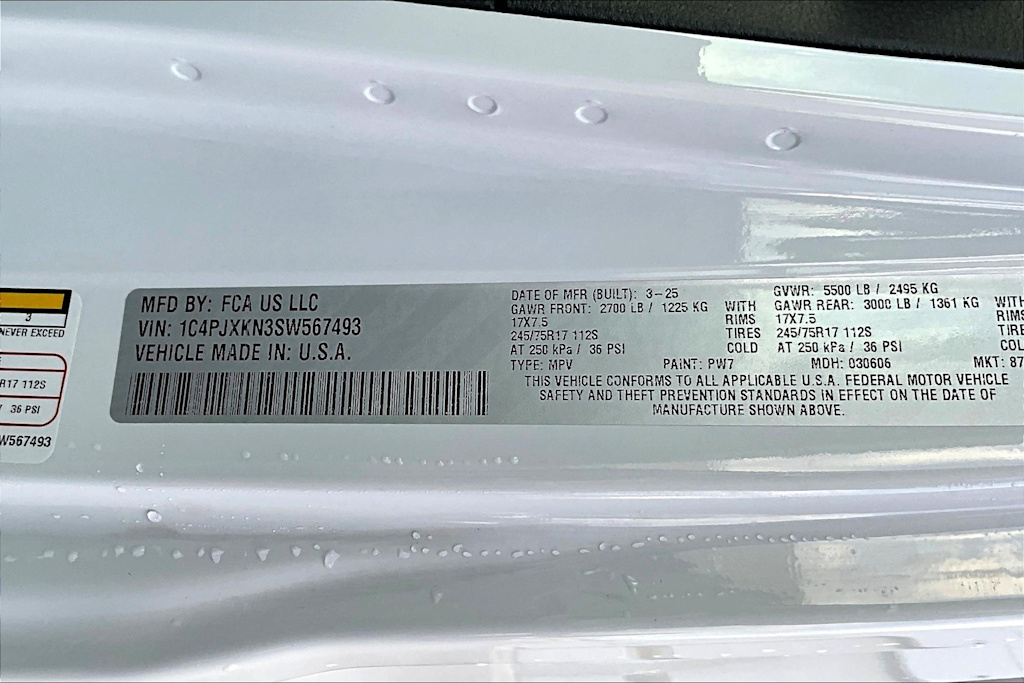 3
NEVER EXCEED
R17 112S
/ 36 PSI
W567493
MFD BY: FCA US LLC
VIN: 1C4PJXKN3SW567493
VEHICLE MADE IN: U.S.A.
DATE OF MFR (BUILT): 3-25 GVWR: 5500 LB / 2495 KG
GAWR FRONT: 2700 LB / 1225 KG WITH GAWR REAR: 3000 LB / 1361 KG WITH
17X7.5 RIMS 17X7.5 RIMS
245/75R17 112S TIRES 245/75R17 112S TIRES
AT 250 kPa / 36 PSI COLD AT 250 kPa / 36 PSI COL
TYPE: MPV PAINT: PW7 MDH: 030606 MKT: 87
THIS VEHICLE CONFORMS TO ALL APPLICABLE U.S.A. FEDERAL MOTOR VEHICLE
SAFETY AND THEFT PREVENTION STANDARDS IN EFFECT ON THE DATE OF
MANUFACTURE SHOWN ABOVE.